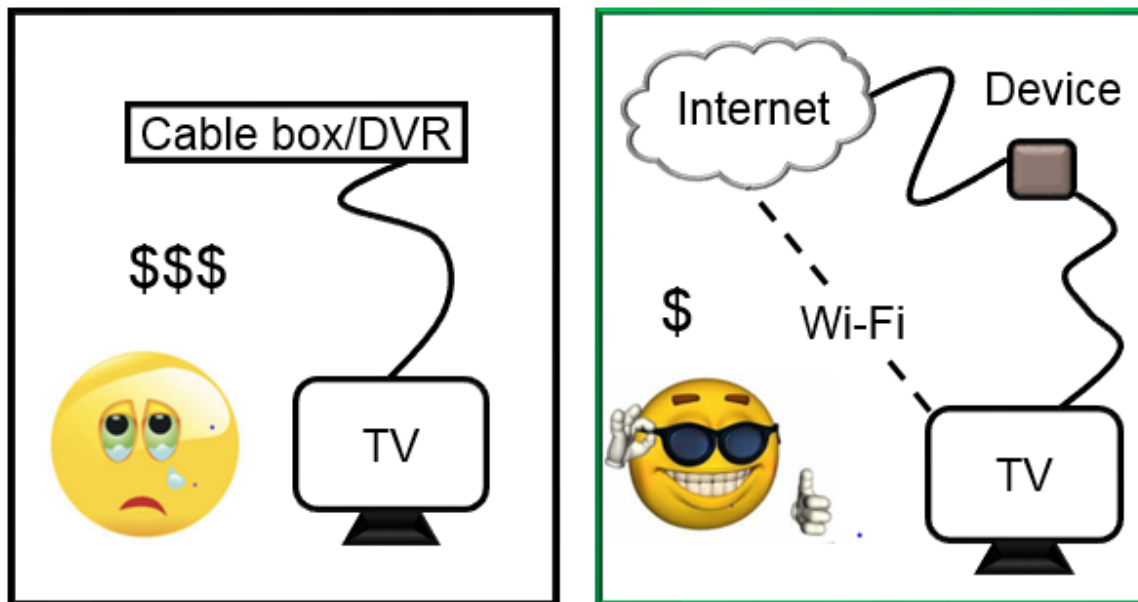 Cable box/DVR
$$$
TV
Internet
Device
$
Wi-Fi
TV